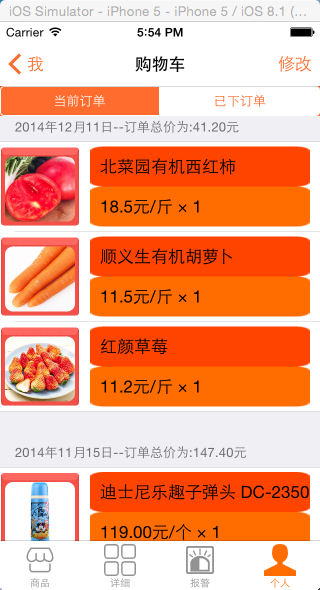 iOS Simulator - iPhone 5 - iPhone 5 / iOS 8.1 (...
Carrier 5:54 PM
我 购物车 修改
当前订单 已下订单
2014年12月11日--订单总价为:41.20元
北菜园有机西红柿
18.5元/斤 × 1
顺义生有机胡萝卜
11.5元/斤 × 1
红颜草莓
11.2元/斤 × 1
2014年11月15日--订单总价为:147.40元
迪士尼乐趣子弹头 DC-2350
119.00元/个 × 1
商品 详细 报警 个人